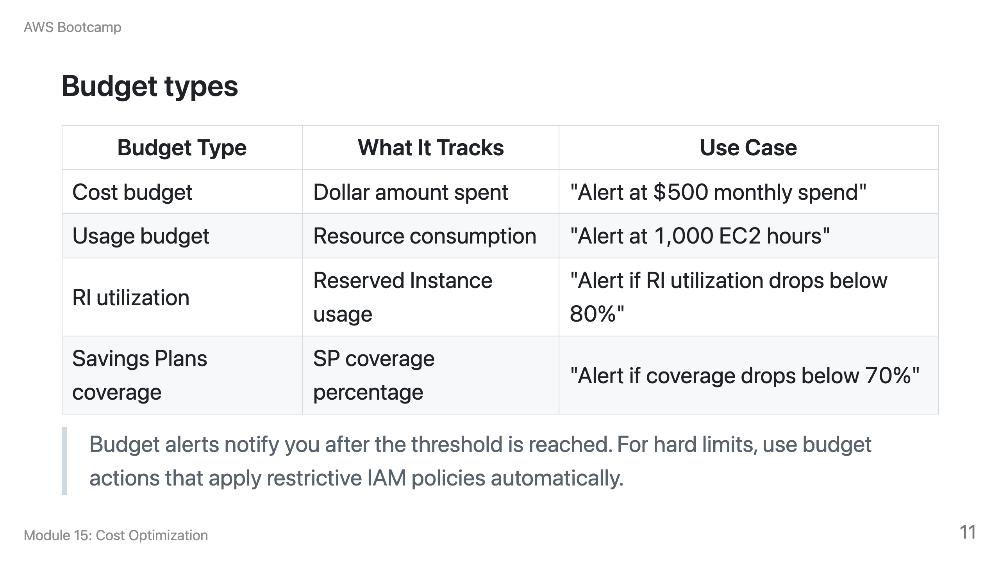 AWS Bootcamp
Budget types
Budget Type
What It Tracks
Use Case
Cost budget
Dollar amount spent
"Alert at $500 monthly spend"
Usage budget
Resource consumption
"Alert at 1,000 EC2 hours"
RI utilization
Reserved Instance
usage
"Alert if RI utilization drops below
80%"
Savings Plans
coverage
SP coverage
percentage
"Alert if coverage drops below 70%"
Budget alerts notify you after the threshold is reached. For hard limits, use budget
actions that apply restrictive IAM policies automatically.
Module 15: Cost Optimization
11